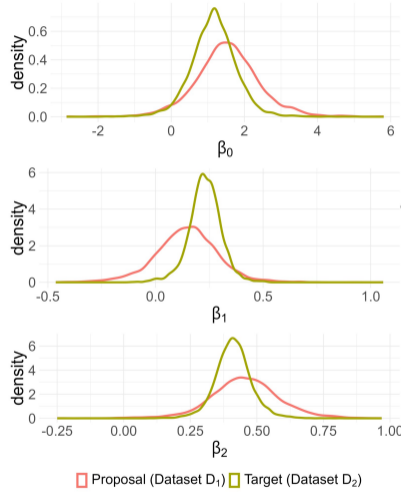 density
0.6
0.4
0.2
0.0
-2 0 2 4 6
β0
density
6
4
2
0
-0.5 0.0 0.5 1.0
β1
density
6
4
2
0
-0.25 0.00 0.25 0.50 0.75 1.00
β2
Proposal (Dataset D1) Target (Dataset D2)